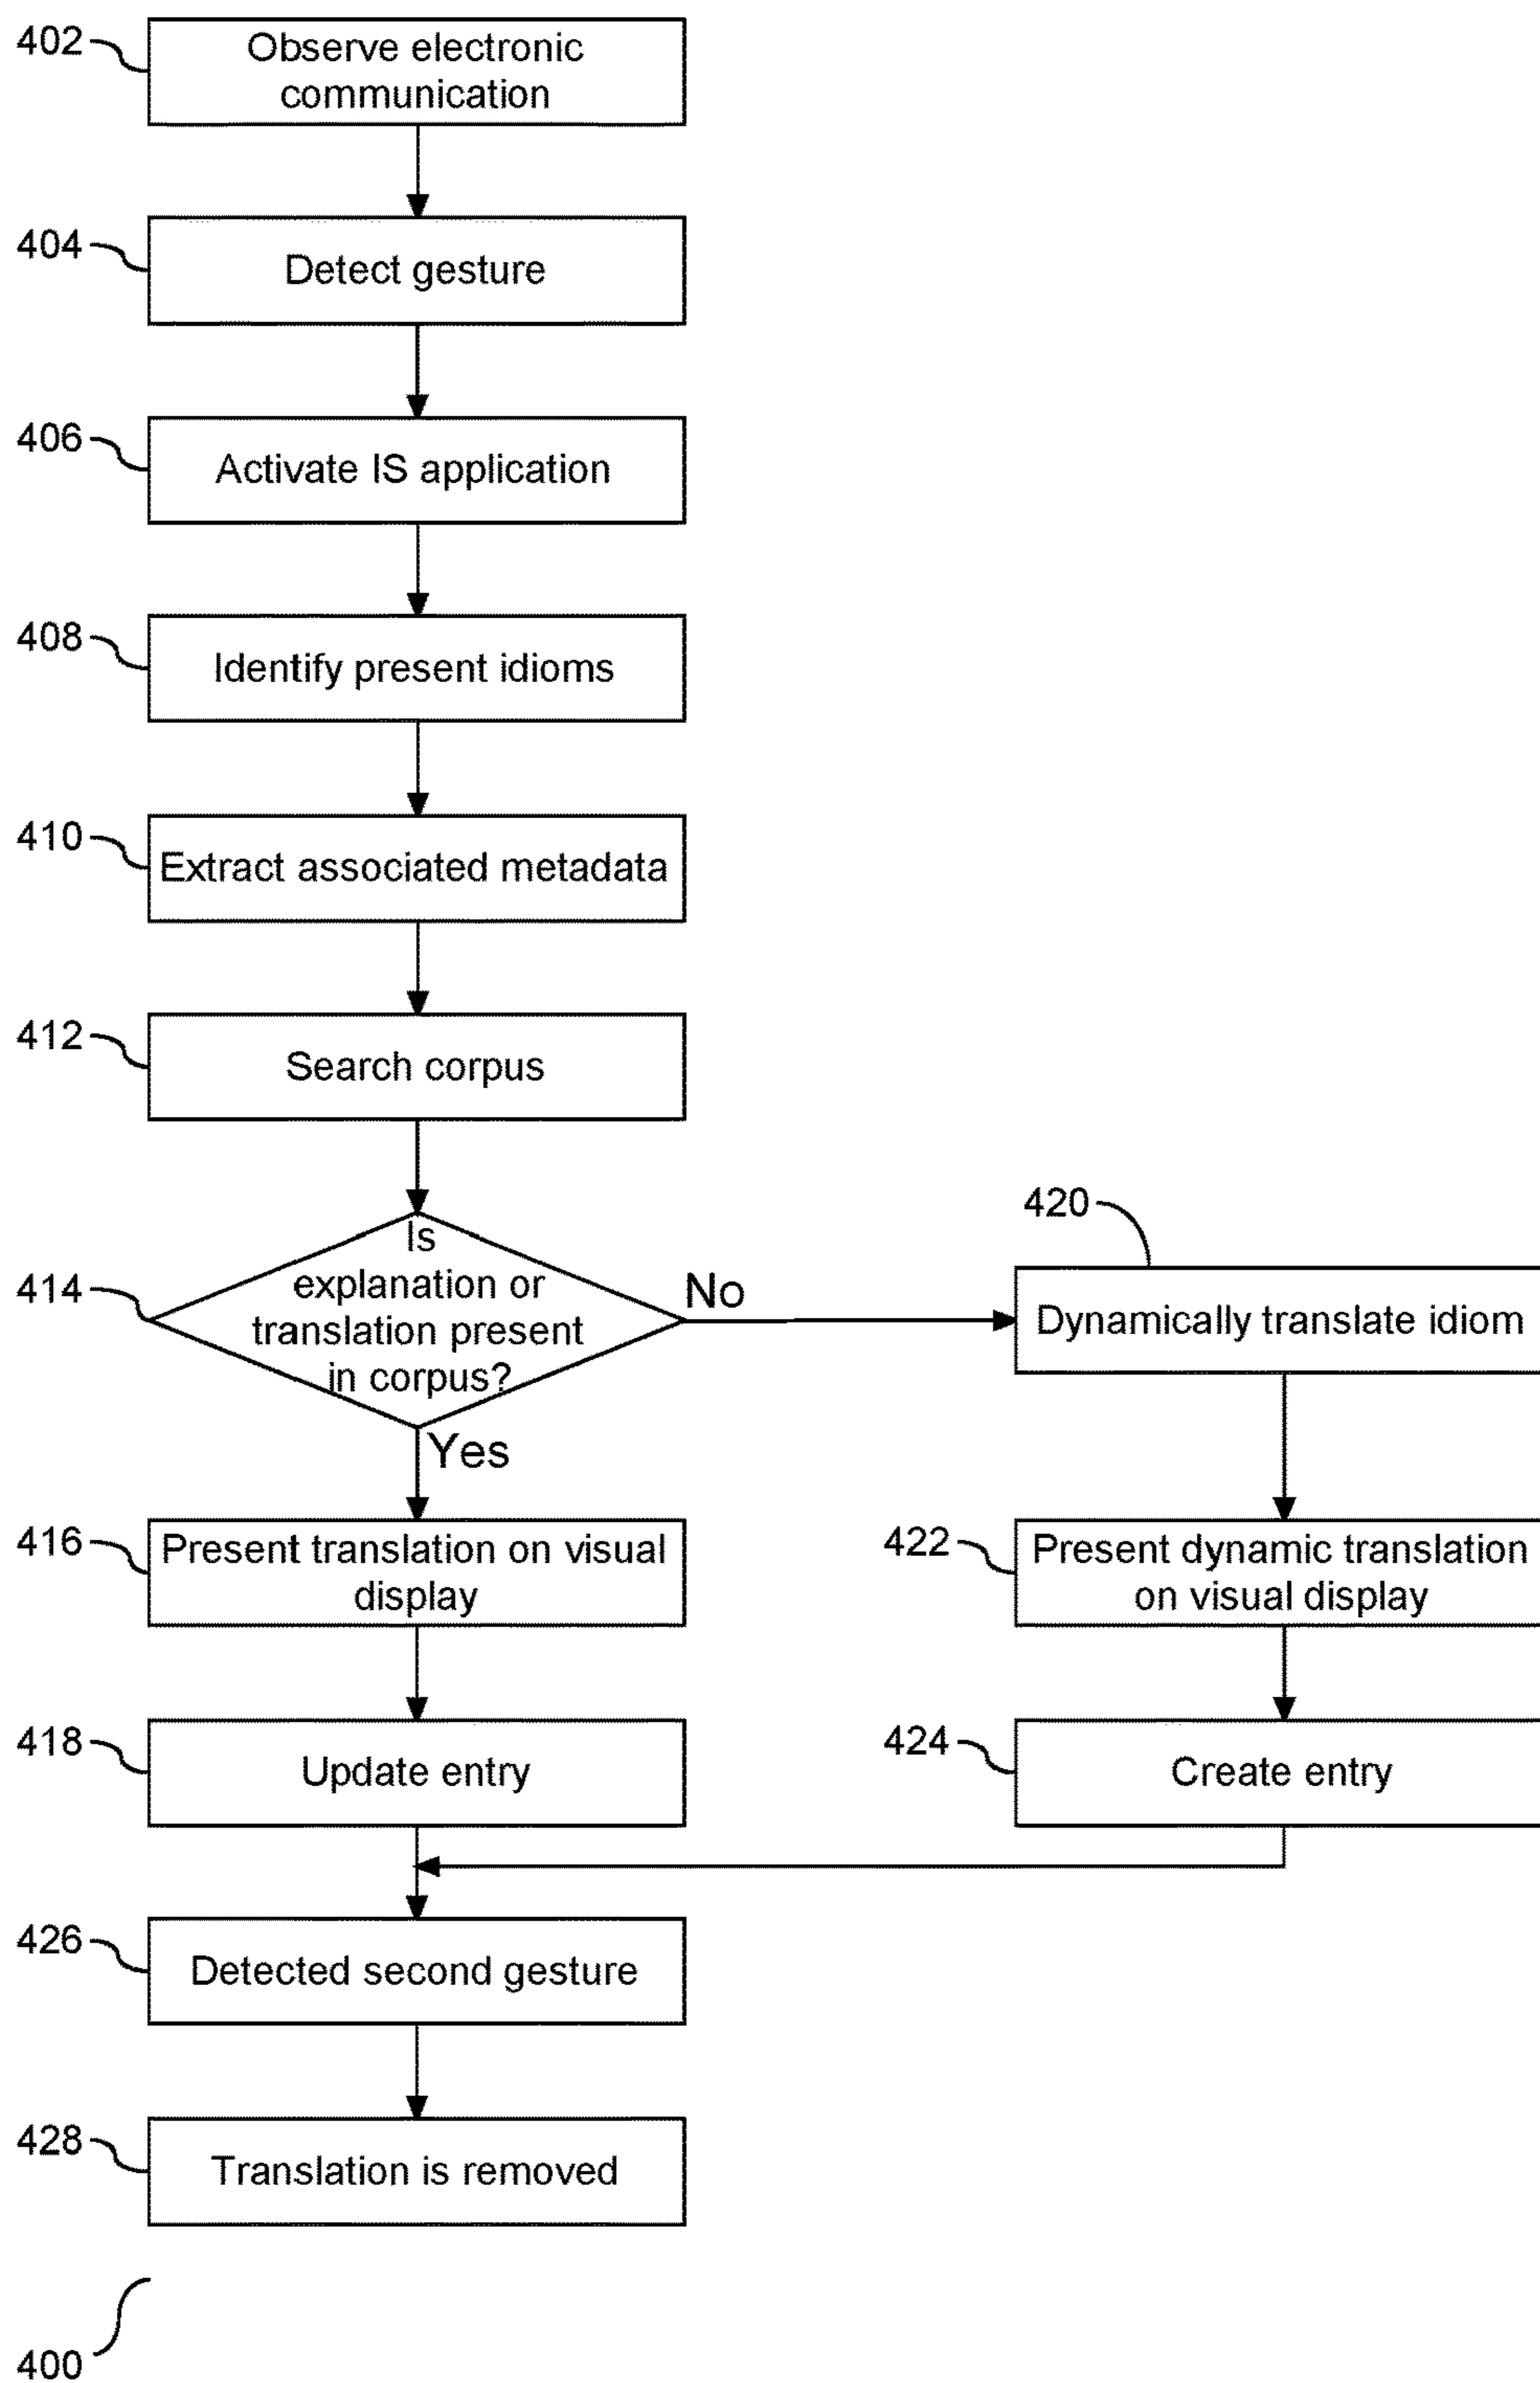 402
Observe electronic
communication
404
Detect gesture
406
Activate IS application
408
Identify present idioms
410
Extract associated metadata
412
Search corpus
414
Is
explanation or
translation present
in corpus?
No
Yes
420
Dynamically translate idiom
416
Present translation on visual
display
422
Present dynamic translation
on visual display
418
Update entry
424
Create entry
426
Detected second gesture
428
Translation is removed
400